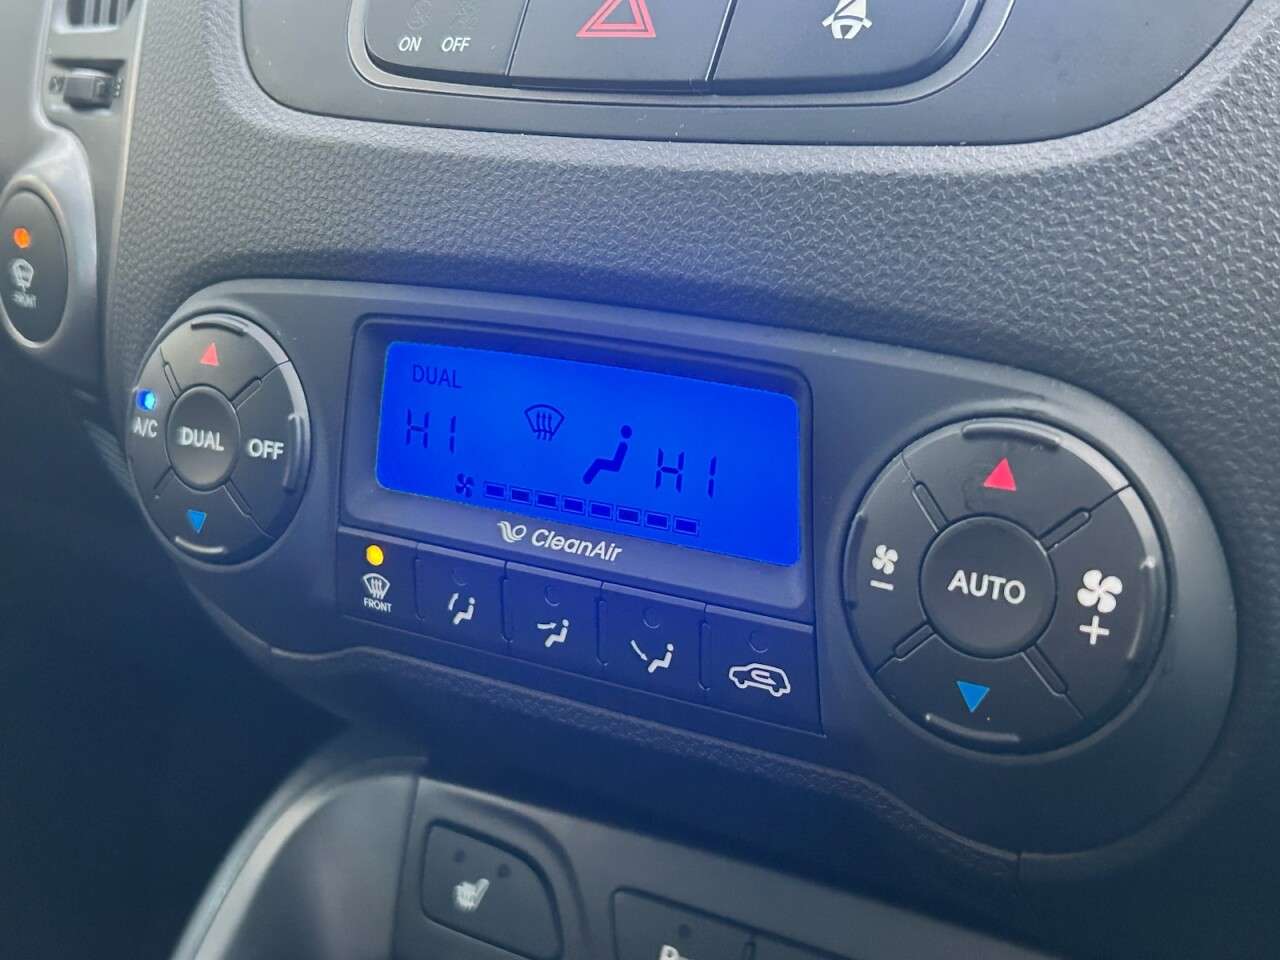 ON OFF
FRONT
DUAL
HI
HI
A/C
DUAL
OFF
CleanAir
FRONT
AUTO